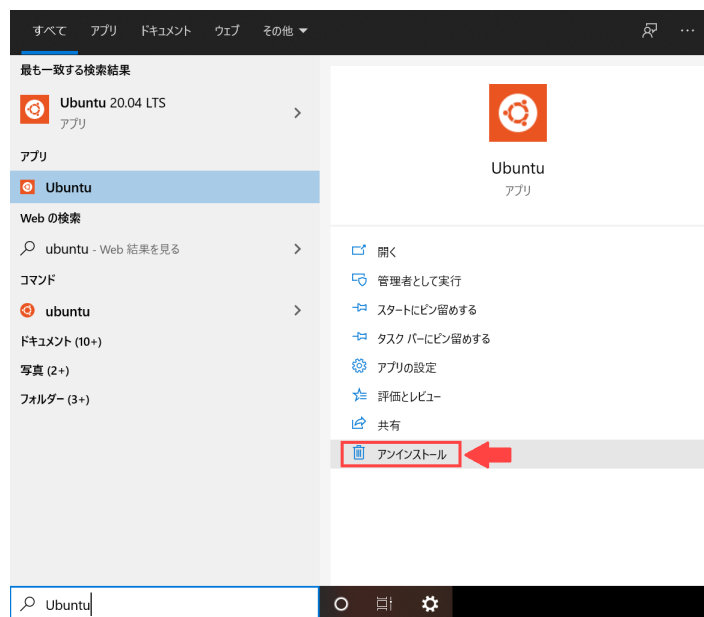 すべて アプリ ドキュメント ウェブ その他
最も一致する検索結果
Ubuntu 20.04 LTS
アプリ
アプリ
Ubuntu
Web の検索
ubuntu - Web 結果を見る
コマンド
ubuntu
ドキュメント (10+)
写真 (2+)
フォルダー (3+)
Ubuntu
アプリ
開く
管理者として実行
スタートにピン留めする
タスク バーにピン留めする
アプリの設定
評価とレビュー
共有
アンインストール
Ubuntu